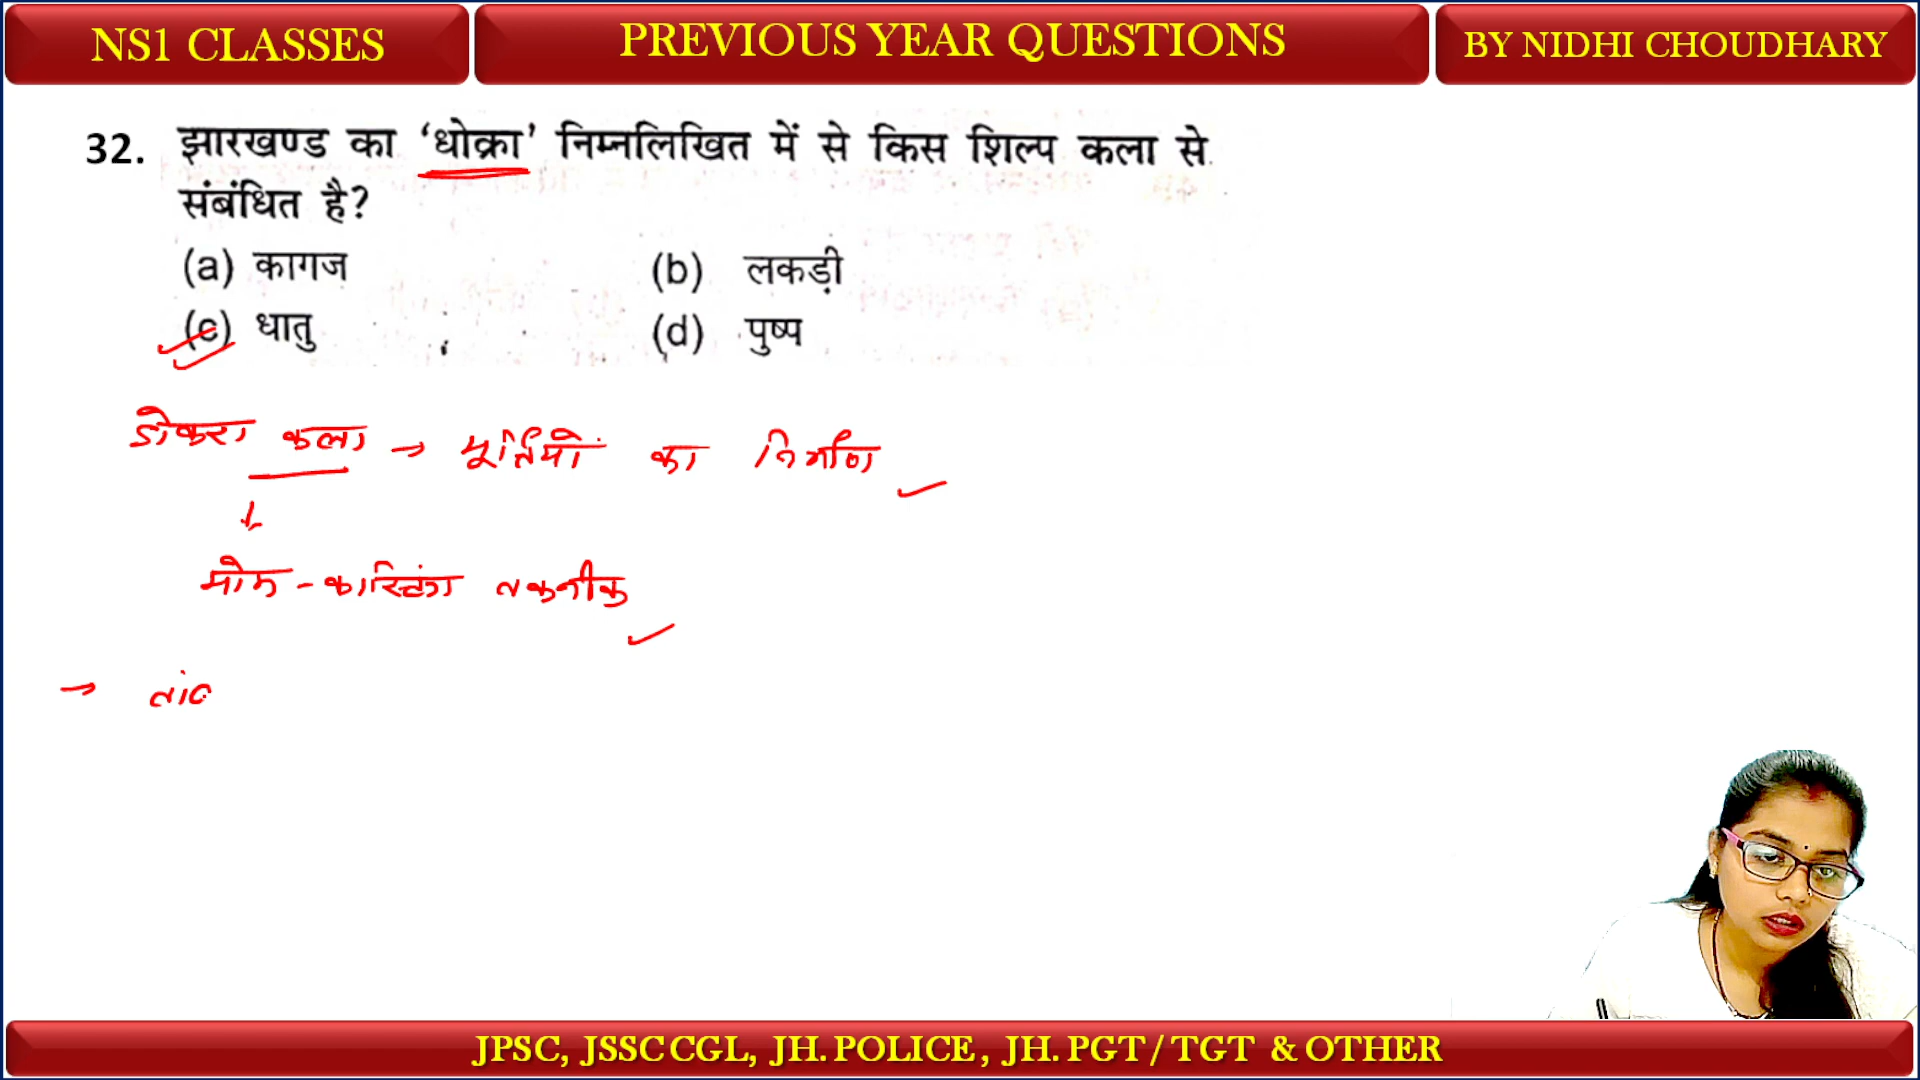 NS1 CLASSES
PREVIOUS YEAR QUESTIONS
BY NIDHI CHOUDHARY
32. झारखण्ड का ‘धोक्रा’ निम्नलिखित में से किस शिल्प कला से
संबंधित है?
(a) कागज (b) लकड़ी
(c) धातु (d) पुष्प
डोकरा कला → मूर्तियों का निर्माण
मोम - कास्टिंग तकनीक
JPSC, JSSC CGL, JH. POLICE, JH. PGT / TGT & OTHER